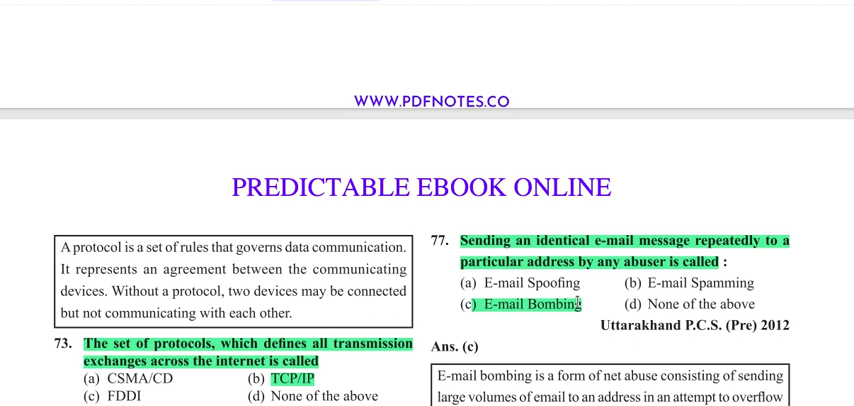 WWW.PDFNOTES.CO
PREDICTABLE EBOOK ONLINE
A protocol is a set of rules that governs data communication.
It represents an agreement between the communicating
devices. Without a protocol, two devices may be connected
but not communicating with each other.
73. The set of protocols, which defines all transmission
exchanges across the internet is called
(a) CSMA/CD (b) TCP/IP
(c) FDDI (d) None of the above
77. Sending an identical e-mail message repeatedly to a
particular address by any abuser is called :
(a) E-mail Spoofing (b) E-mail Spamming
(c) E-mail Bombing (d) None of the above
Uttarakhand P.C.S. (Pre) 2012
Ans. (c)
E-mail bombing is a form of net abuse consisting of sending
large volumes of email to an address in an attempt to overflow